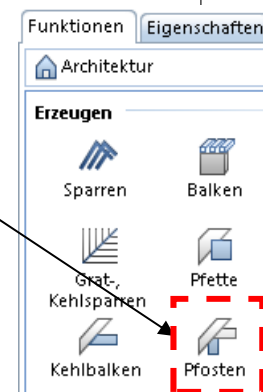 Funktionen Eigenschaften
Architektur
Erzeugen
Sparren Balken
Grat-, Pfette
Kehlsparren
Kehlbalken Pfosten